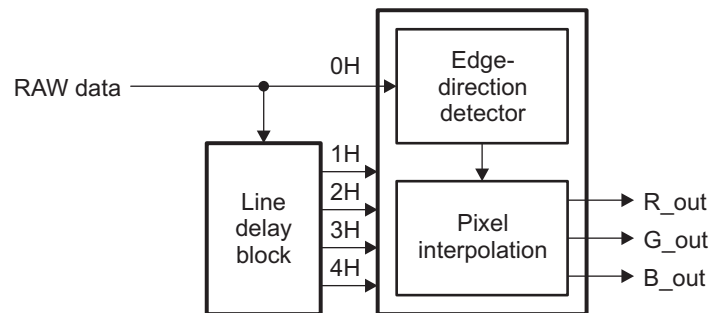 RAW data
0H
Edge-
direction
detector
Line
delay
block
1H
2H
3H
4H
Pixel
interpolation
R_out
G_out
B_out